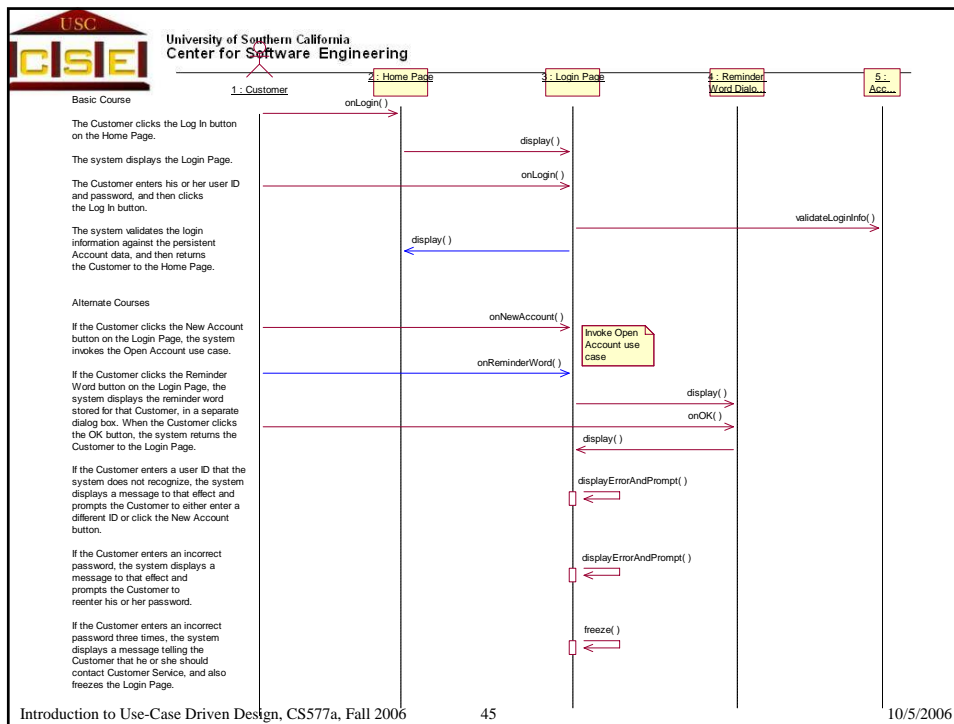 USC
CSE
University of Southern California
Center for Software Engineering
1 : Customer
2 : Home Page
3 : Login Page
4 : Reminder
Word Dialo...
5 :
Acc...
Basic Course
onLogin( )
The Customer clicks the Log In button
on the Home Page.
display( )
The system displays the Login Page.
onLogin( )
The Customer enters his or her user ID
and password, and then clicks
the Log In button.
validateLoginInfo( )
The system validates the login
information against the persistent
Account data, and then returns
the Customer to the Home Page.
display( )
Alternate Courses
onNewAccount( )
If the Customer clicks the New Account
button on the Login Page, the system
invokes the Open Account use case.
Invoke Open
Account use
case
onReminderWord( )
If the Customer clicks the Reminder
Word button on the Login Page, the
system displays the reminder word
stored for that Customer, in a separate
dialog box. When the Customer clicks
the OK button, the system returns the
Customer to the Login Page.
display( )
onOK( )
display( )
If the Customer enters a user ID that the
system does not recognize, the system
displays a message to that effect and
prompts the Customer to either enter a
different ID or click the New Account
button.
displayErrorAndPrompt( )
If the Customer enters an incorrect
password, the system displays a
message to that effect and
prompts the Customer to
reenter his or her password.
displayErrorAndPrompt( )
If the Customer enters an incorrect
password three times, the system
displays a message telling the
Customer that he or she should
contact Customer Service, and also
freezes the Login Page.
freeze( )
Introduction to Use-Case Driven Design, CS577a, Fall 2006
45
10/5/2006